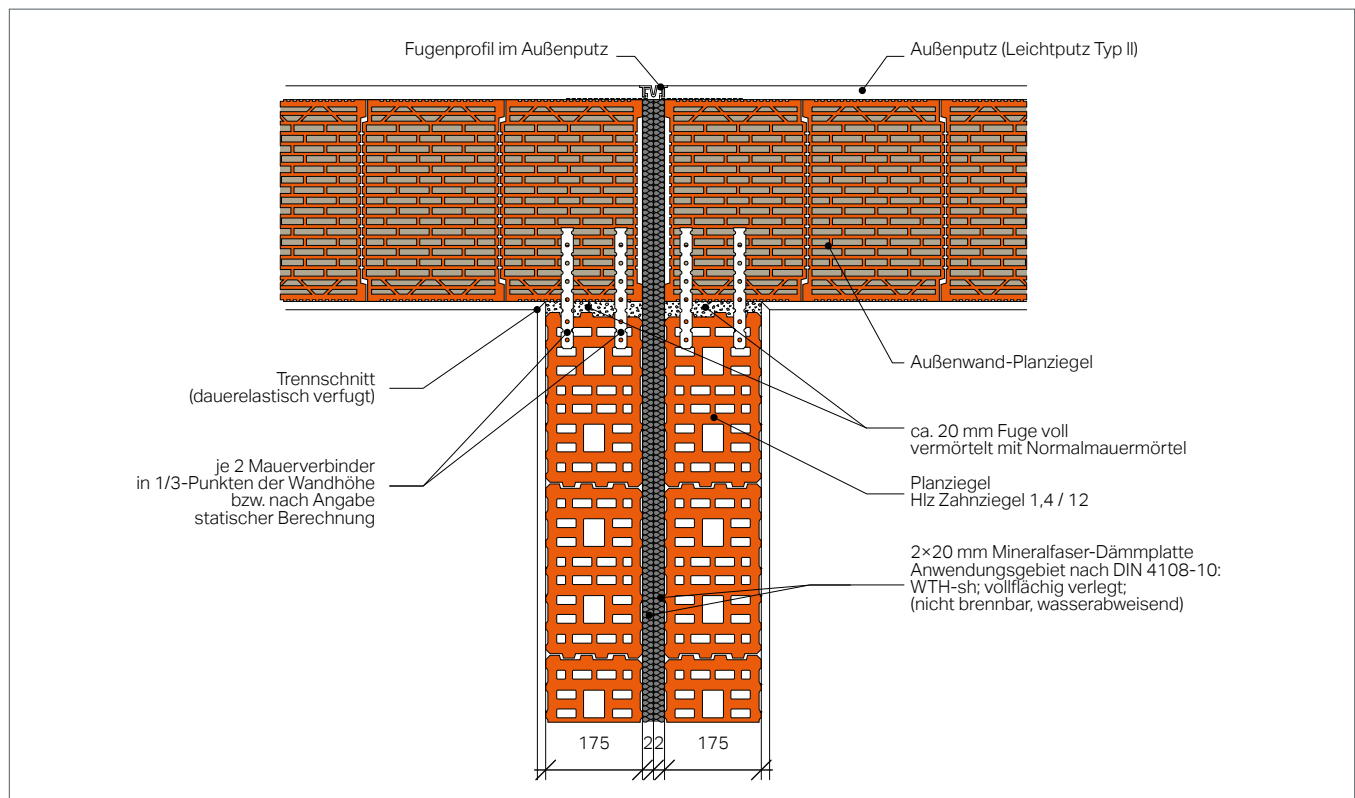 Fugenprofil im Außenputz
Außenputz (Leichtputz Typ II)
Außenwand-Planziegel
Trennschnitt
(dauerelastisch verfugt)
ca. 20 mm Fuge voll
vermörtelt mit Normalmauermörtel
je 2 Mauerverbinder
in 1/3-Punkten der Wandhöhe
bzw. nach Angabe
statischer Berechnung
Planziegel
Hlz Zahnziegel 1,4 / 12
2×20 mm Mineralfaser-Dämmplatte
Anwendungsgebiet nach DIN 4108-10:
WTH-sh; vollflächig verlegt;
(nicht brennbar, wasserabweisend)
175 22 175